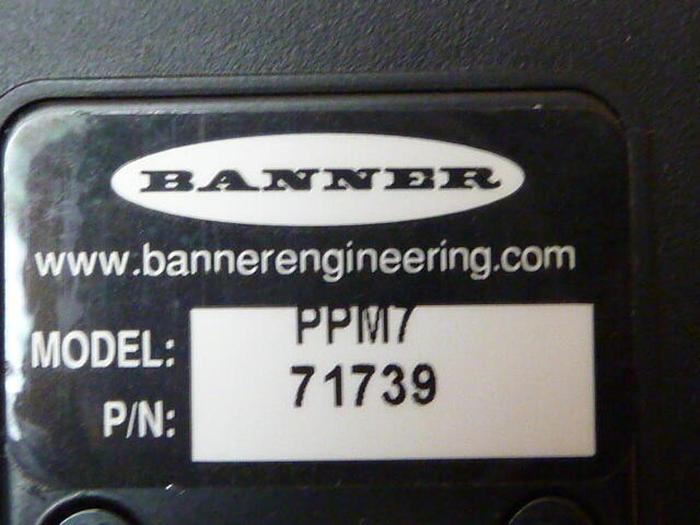 BANNER
www.bannerengineering.com
MODEL: PPM7
P/N: 71739